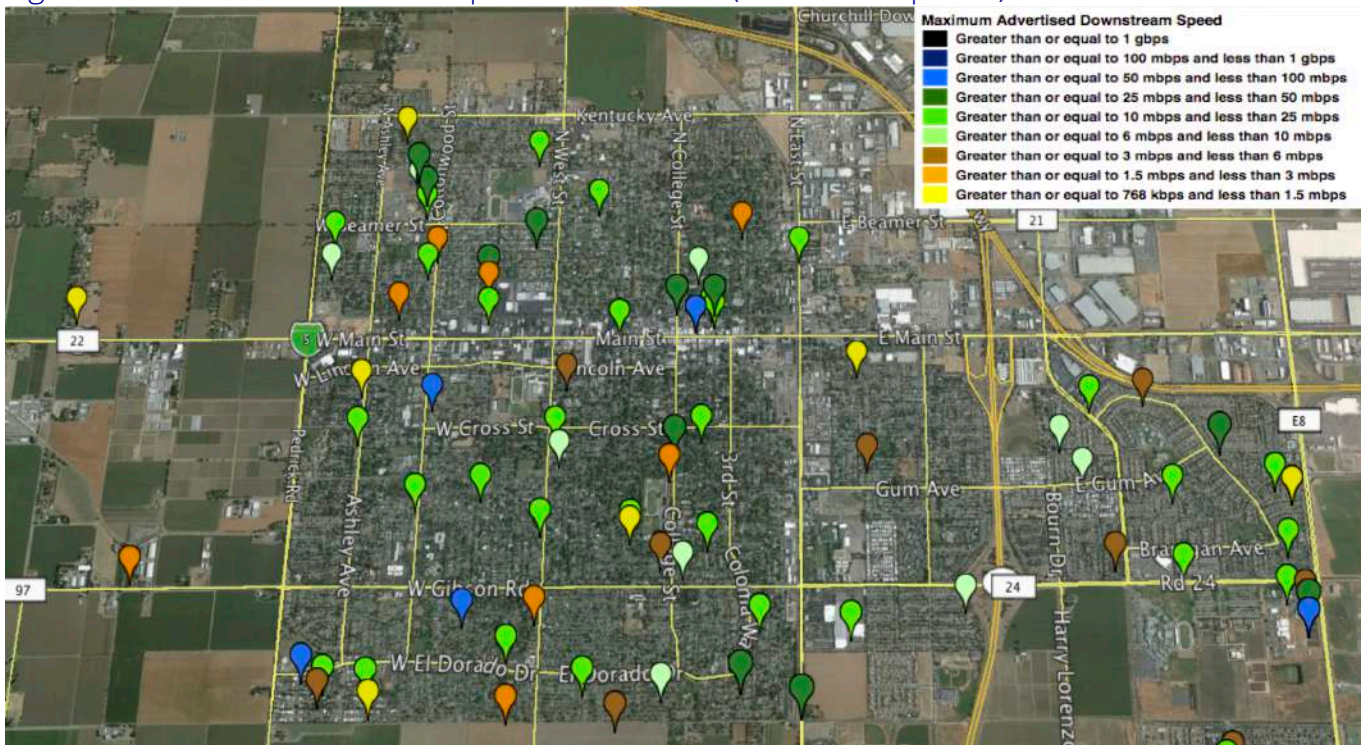 Churchill Dow
Maximum Advertised Downstream Speed
Greater than or equal to 1 gbps
Greater than or equal to 100 mbps and less than 1 gbps
Greater than or equal to 50 mbps and less than 100 mbps
Greater than or equal to 25 mbps and less than 50 mbps
Greater than or equal to 10 mbps and less than 25 mbps
Greater than or equal to 6 mbps and less than 10 mbps
Greater than or equal to 3 mbps and less than 6 mbps
Greater than or equal to 1.5 mbps and less than 3 mbps
Greater than or equal to 768 kbps and less than 1.5 mbps
Kentucky Ave
N Ashley Ave
N West St
N College St
N East St
W Beamer St
E Beamer St
21
22
5
W Main St
Main St
E Main St
W Lincoln Ave
ncoln Ave
E8
W Cross St
Cross St
Pedrick Rd
3rd St
Gum Ave
E Gum Av
Ashley Ave
College St
Bourn Dr
97
W Gibson Rd
Colonia Wa
24
Rd 24
Harry Lorenzo
W El Dorado Dr
El Dorado Dr